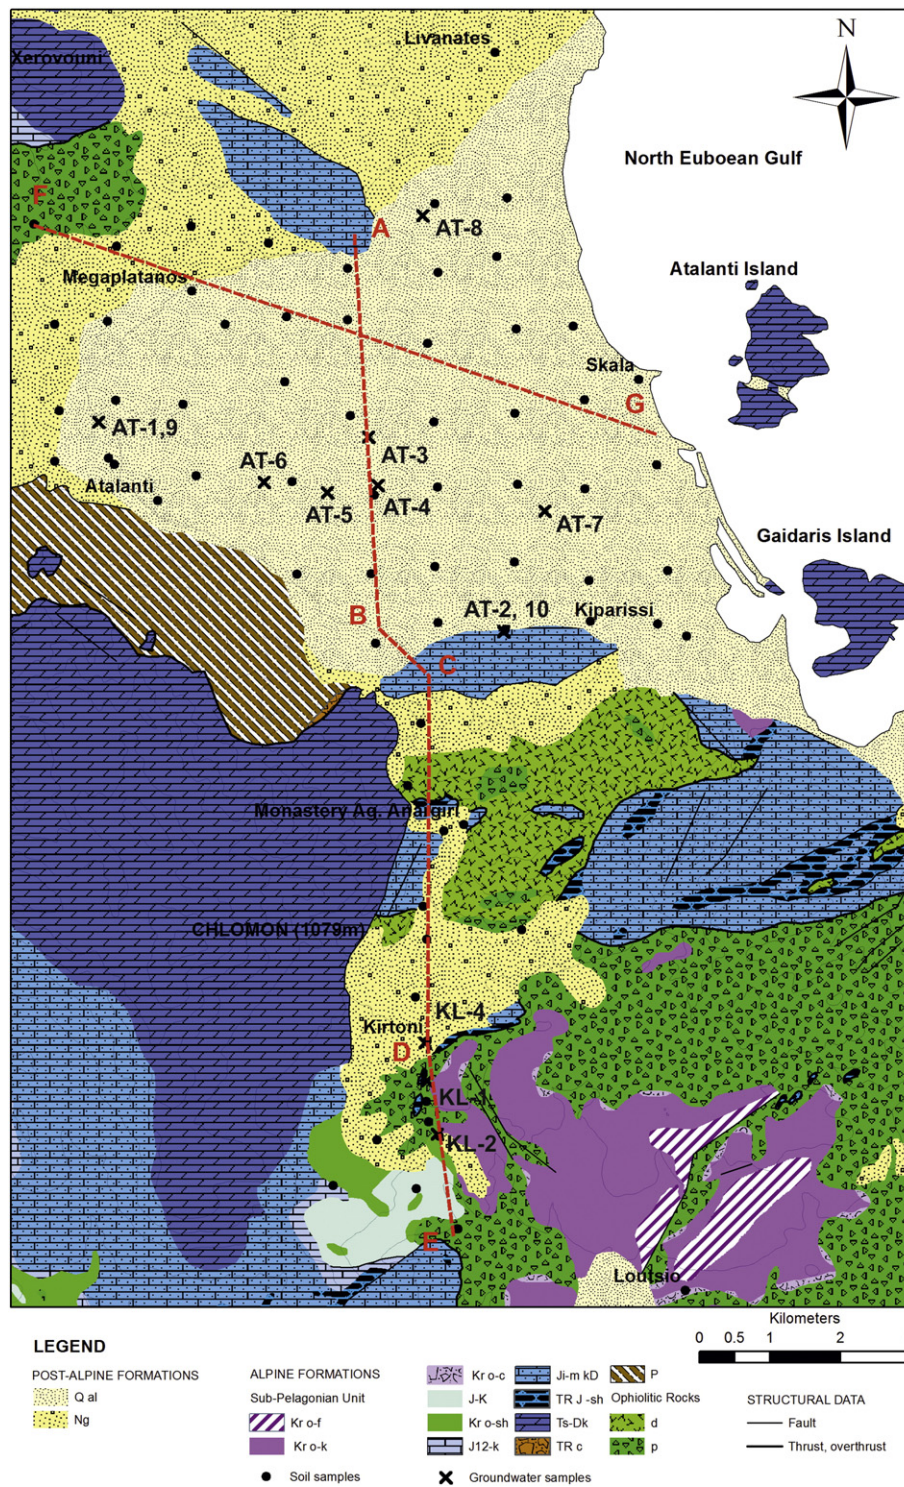 Livanates
N
Xerovouni
North Euboean Gulf
F
A
AT-8
Megaplatanos
Atalanti Island
Skala
G
AT-1,9
AT-3
AT-6
Atalanti
AT-5
AT-4
AT-7
Gaidaris Island
B
AT-2, 10
Kiparissi
C
Monastery Ag. Anargiri
CHLOMON (1079m)
KL-4
Kirtoni
D
KL-1
KL-2
E
Loutsio
Kilometers
0 0.5 1 2
LEGEND
POST-ALPINE FORMATIONS
Q al
Ng
ALPINE FORMATIONS
Sub-Pelagonian Unit
Kr o-f
Kr o-k
Kr o-c
J-K
Kr o-sh
J12-k
Ji-m kD
TR J -sh
Ts-Dk
TR c
P
Ophiolitic Rocks
d
p
STRUCTURAL DATA
Fault
Thrust, overthrust
Soil samples
Groundwater samples